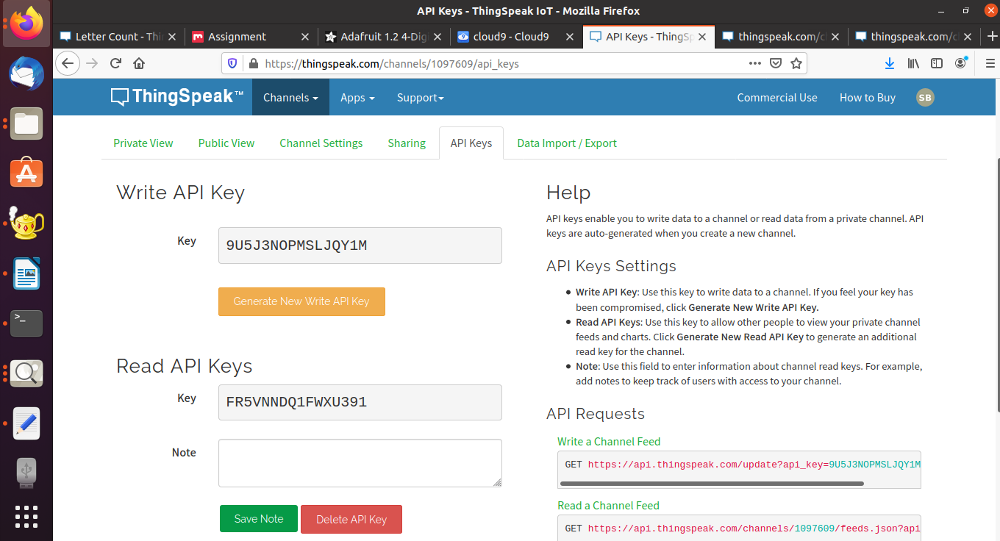 API Keys - ThingSpeak IoT - Mozilla Firefox
Letter Count - Thin
Assignment
Adafruit 1.2 4-Digi
cloud9 - Cloud9
API Keys - ThingSp
thingspeak.com/c
thingspeak.com/c
https://thingspeak.com/channels/1097609/api_keys
ThingSpeak™
Channels
Apps
Support
Commercial Use
How to Buy
SB
Private View
Public View
Channel Settings
Sharing
API Keys
Data Import / Export
Write API Key
Key
9U5J3NOPMSLJQY1M
Generate New Write API Key
Read API Keys
Key
FR5VNNDQ1FWXU391
Note
Save Note
Delete API Key
Help
API keys enable you to write data to a channel or read data from a private channel. API
keys are auto-generated when you create a new channel.
API Keys Settings
Write API Key: Use this key to write data to a channel. If you feel your key has
been compromised, click Generate New Write API Key.
Read API Keys: Use this key to allow other people to view your private channel
feeds and charts. Click Generate New Read API Key to generate an additional
read key for the channel.
Note: Use this field to enter information about channel read keys. For example,
add notes to keep track of users with access to your channel.
API Requests
Write a Channel Feed
GET https://api.thingspeak.com/update?api_key=9U5J3NOPMSLJQY1M
Read a Channel Feed
GET https://api.thingspeak.com/channels/1097609/feeds.json?api